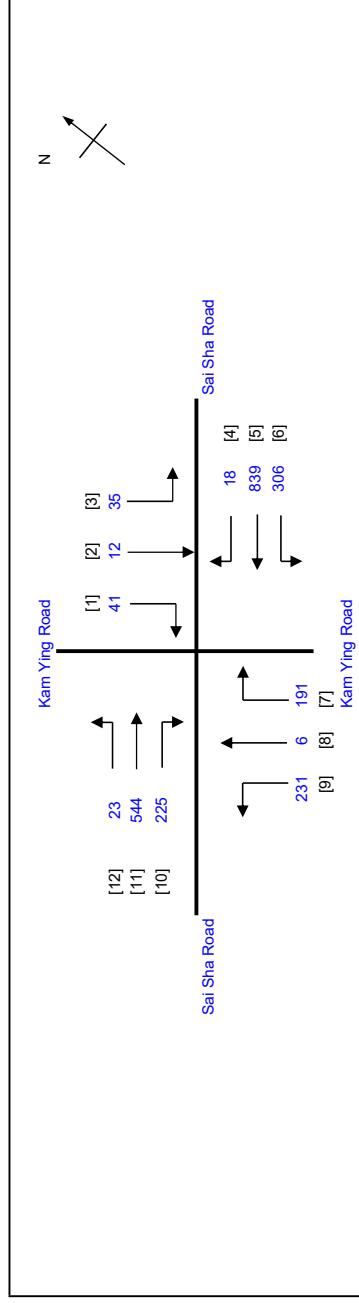 N
Kam Ying Road
[1] [2] [3]
41 12 35
[12] 23
[11] 544
[10] 225
Sai Sha Road
Sai Sha Road
18 [4]
839 [5]
306 [6]
231 6 191
[9] [8] [7]
Kam Ying Road